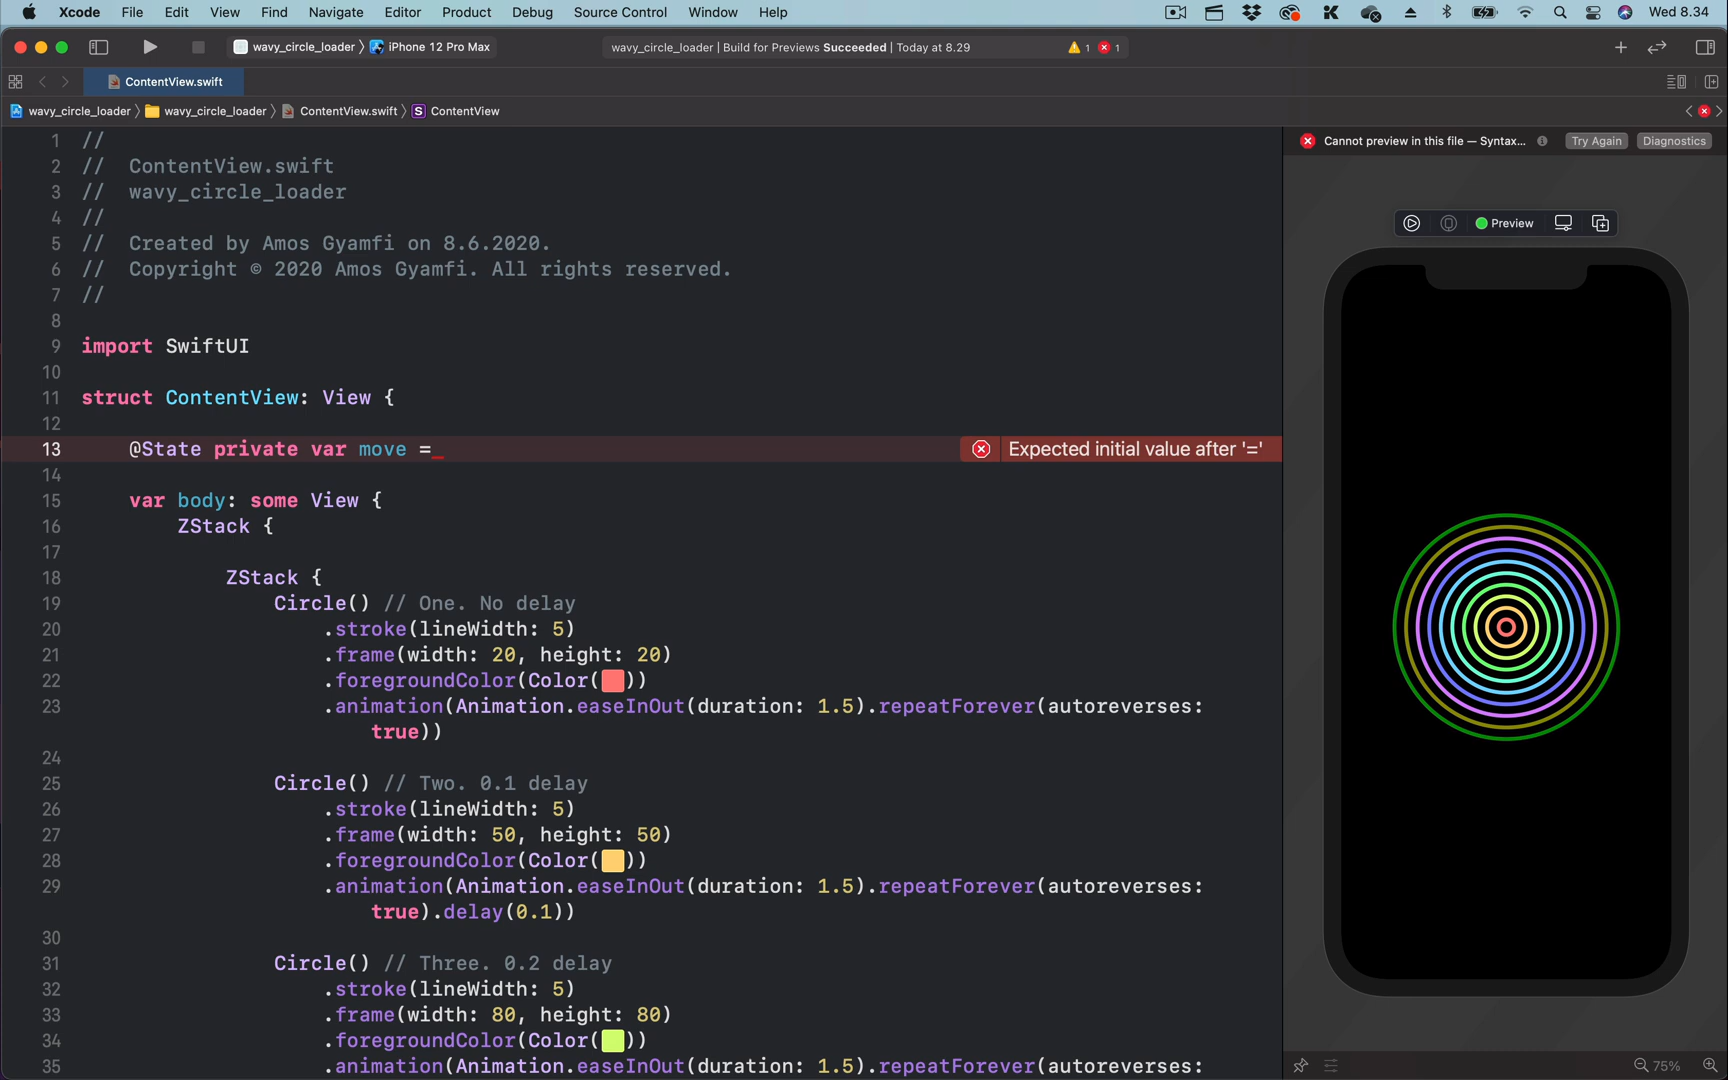 Xcode File Edit View Find Navigate Editor Product Debug Source Control Window Help Wed 8.34
wavy_circle_loader iPhone 12 Pro Max wavy_circle_loader | Build for Previews Succeeded | Today at 8.29 1 1
ContentView.swift
wavy_circle_loader wavy_circle_loader ContentView.swift S ContentView
1 //
2 // ContentView.swift
3 // wavy_circle_loader
4 //
5 // Created by Amos Gyamfi on 8.6.2020.
6 // Copyright © 2020 Amos Gyamfi. All rights reserved.
7 //
8
9 import SwiftUI
10
11 struct ContentView: View {
12
13 @State private var move = Expected initial value after '='
14
15 var body: some View {
16 ZStack {
17
18 ZStack {
19 Circle() // One. No delay
20 .stroke(lineWidth: 5)
21 .frame(width: 20, height: 20)
22 .foregroundColor(Color( ))
23 .animation(Animation.easeInOut(duration: 1.5).repeatForever(autoreverses:
true))
24
25 Circle() // Two. 0.1 delay
26 .stroke(lineWidth: 5)
27 .frame(width: 50, height: 50)
28 .foregroundColor(Color( ))
29 .animation(Animation.easeInOut(duration: 1.5).repeatForever(autoreverses:
true).delay(0.1))
30
31 Circle() // Three. 0.2 delay
32 .stroke(lineWidth: 5)
33 .frame(width: 80, height: 80)
34 .foregroundColor(Color( ))
35 .animation(Animation.easeInOut(duration: 1.5).repeatForever(autoreverses:
Cannot preview in this file — Syntax... Try Again Diagnostics
Preview
75%